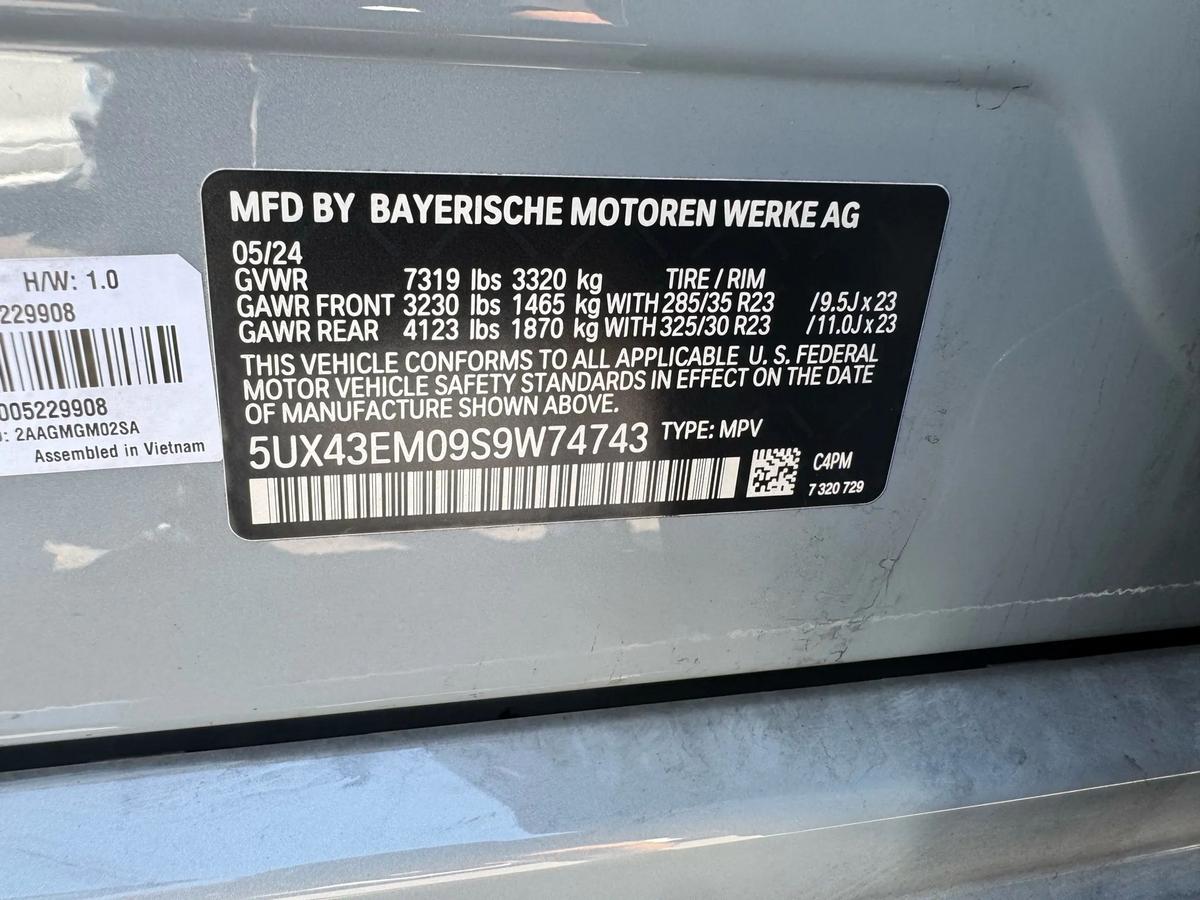 MFD BY BAYERISCHE MOTOREN WERKE AG
05/24
GVWR 7319 lbs 3320 kg TIRE / RIM
GAWR FRONT 3230 lbs 1465 kg WITH 285/35 R23 /9.5J x 23
GAWR REAR 4123 lbs 1870 kg WITH 325/30 R23 /11.0J x 23
THIS VEHICLE CONFORMS TO ALL APPLICABLE U. S. FEDERAL
MOTOR VEHICLE SAFETY STANDARDS IN EFFECT ON THE DATE
OF MANUFACTURE SHOWN ABOVE.
5UX43EM09S9W74743 TYPE: MPV
C4PM
7 320 729
H/W: 1.0
229908
005229908
: 2AAGMGM02SA
Assembled in Vietnam